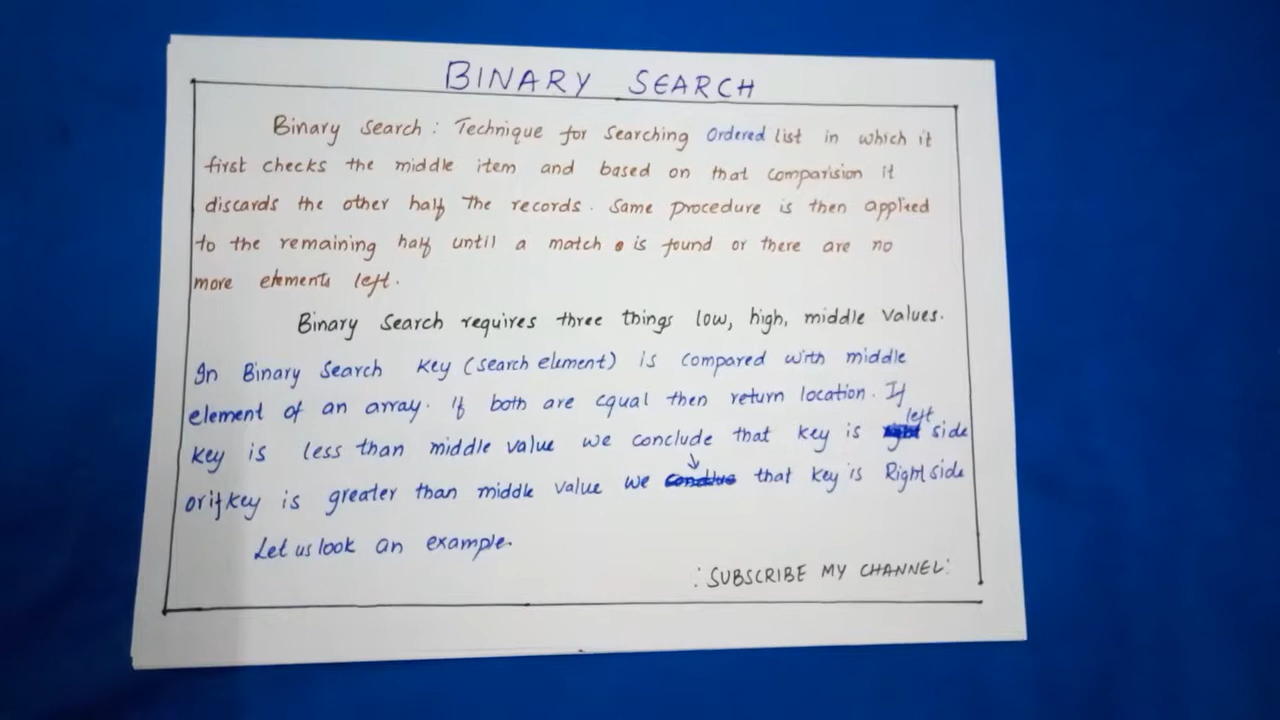 BINARY SEARCH
Binary Search: Technique for Searching Ordered list in which it
first checks the middle item and based on that comparision it
discards the other half the records. Same procedure is then applied
to the remaining half until a match is found or there are no
more elements left.
Binary Search requires three things low, high, middle values.
In Binary Search Key (search element) is compared with middle
element of an array. If both are equal then return location. If
key is less than middle value we conclude that key is left side
or if key is greater than middle value we that key is Right side
Let us look an example.
: SUBSCRIBE MY CHANNEL: